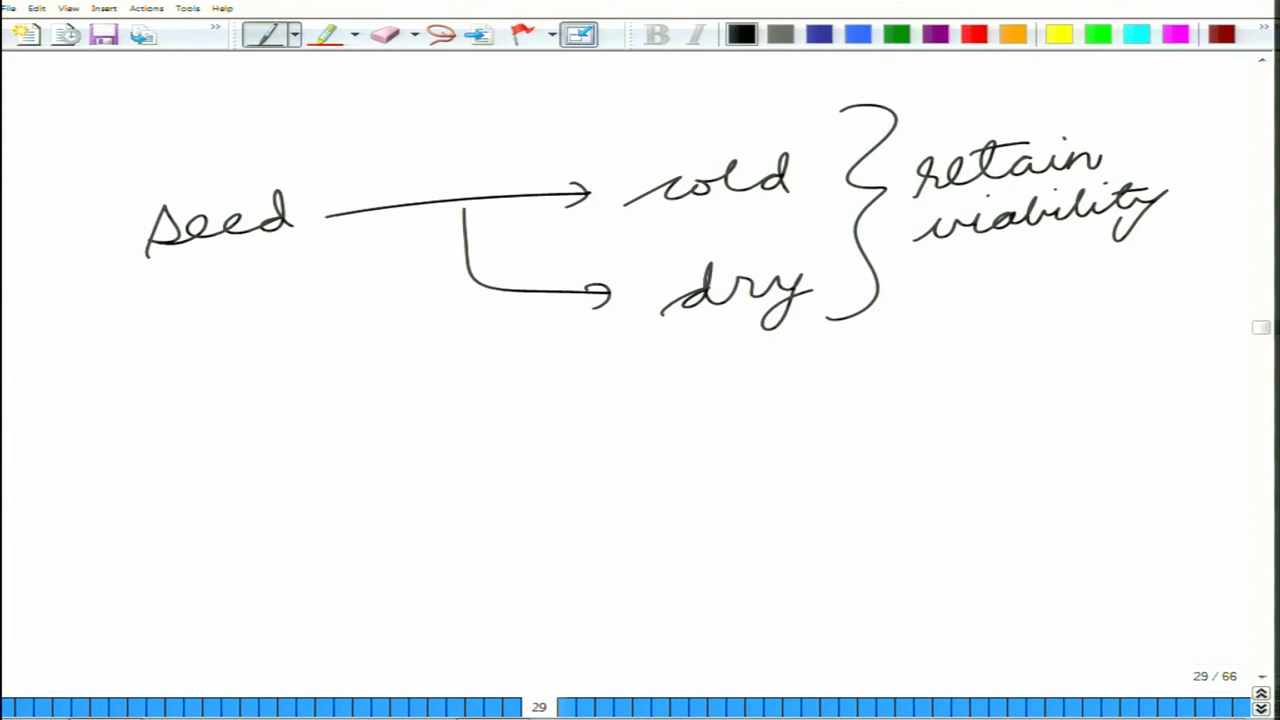 File Edit View Insert Actions Tools Help
B I
seed cold retain
viability
dry
29 / 66
29